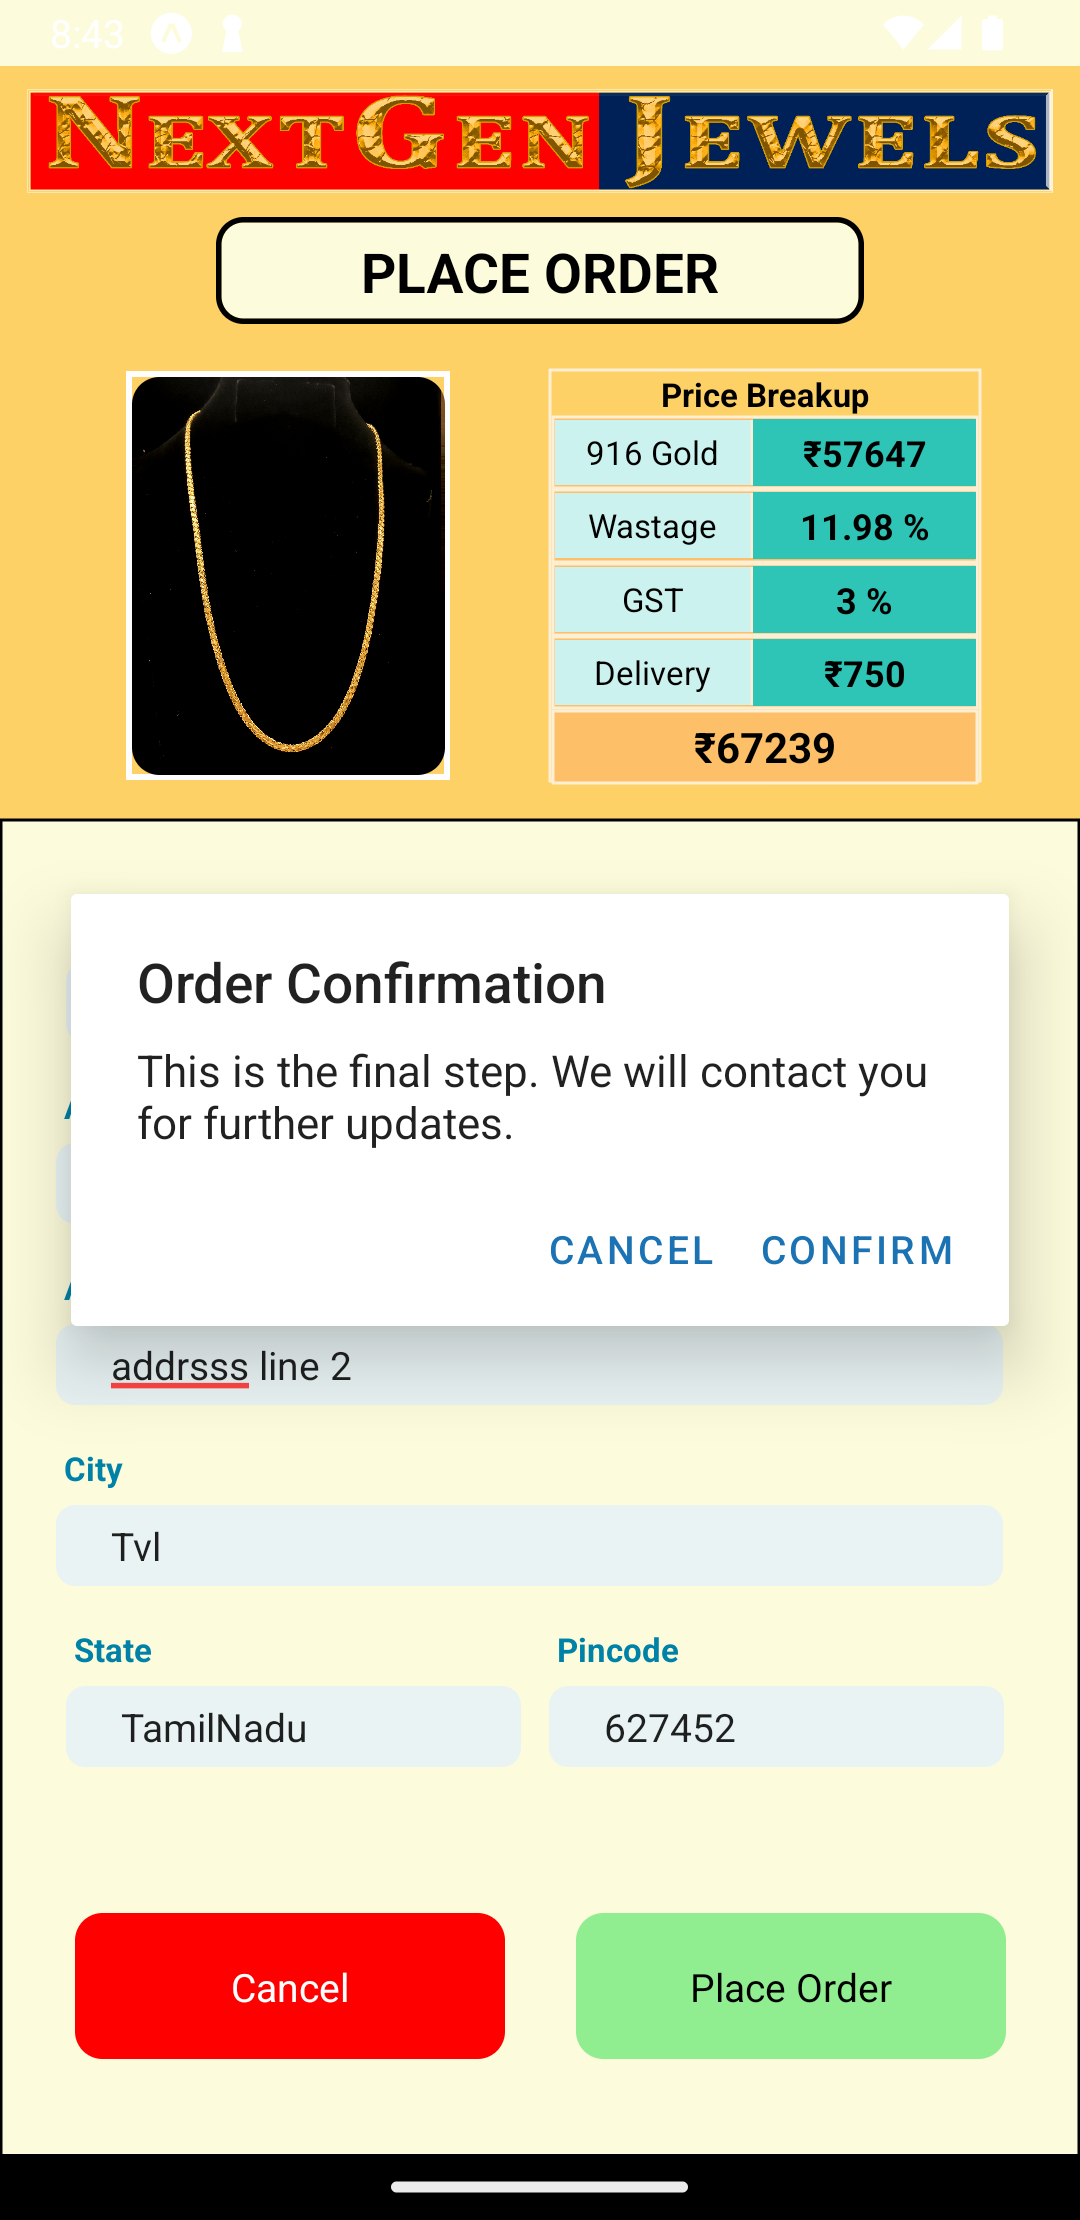 8:43
NEXTGEN JEWELS
PLACE ORDER
Price Breakup
916 Gold ₹57647
Wastage 11.98 %
GST 3 %
Delivery ₹750
₹67239
Order Confirmation
This is the final step. We will contact you
for further updates.
CANCEL CONFIRM
addrsss line 2
City
Tvl
State Pincode
TamilNadu 627452
Cancel Place Order